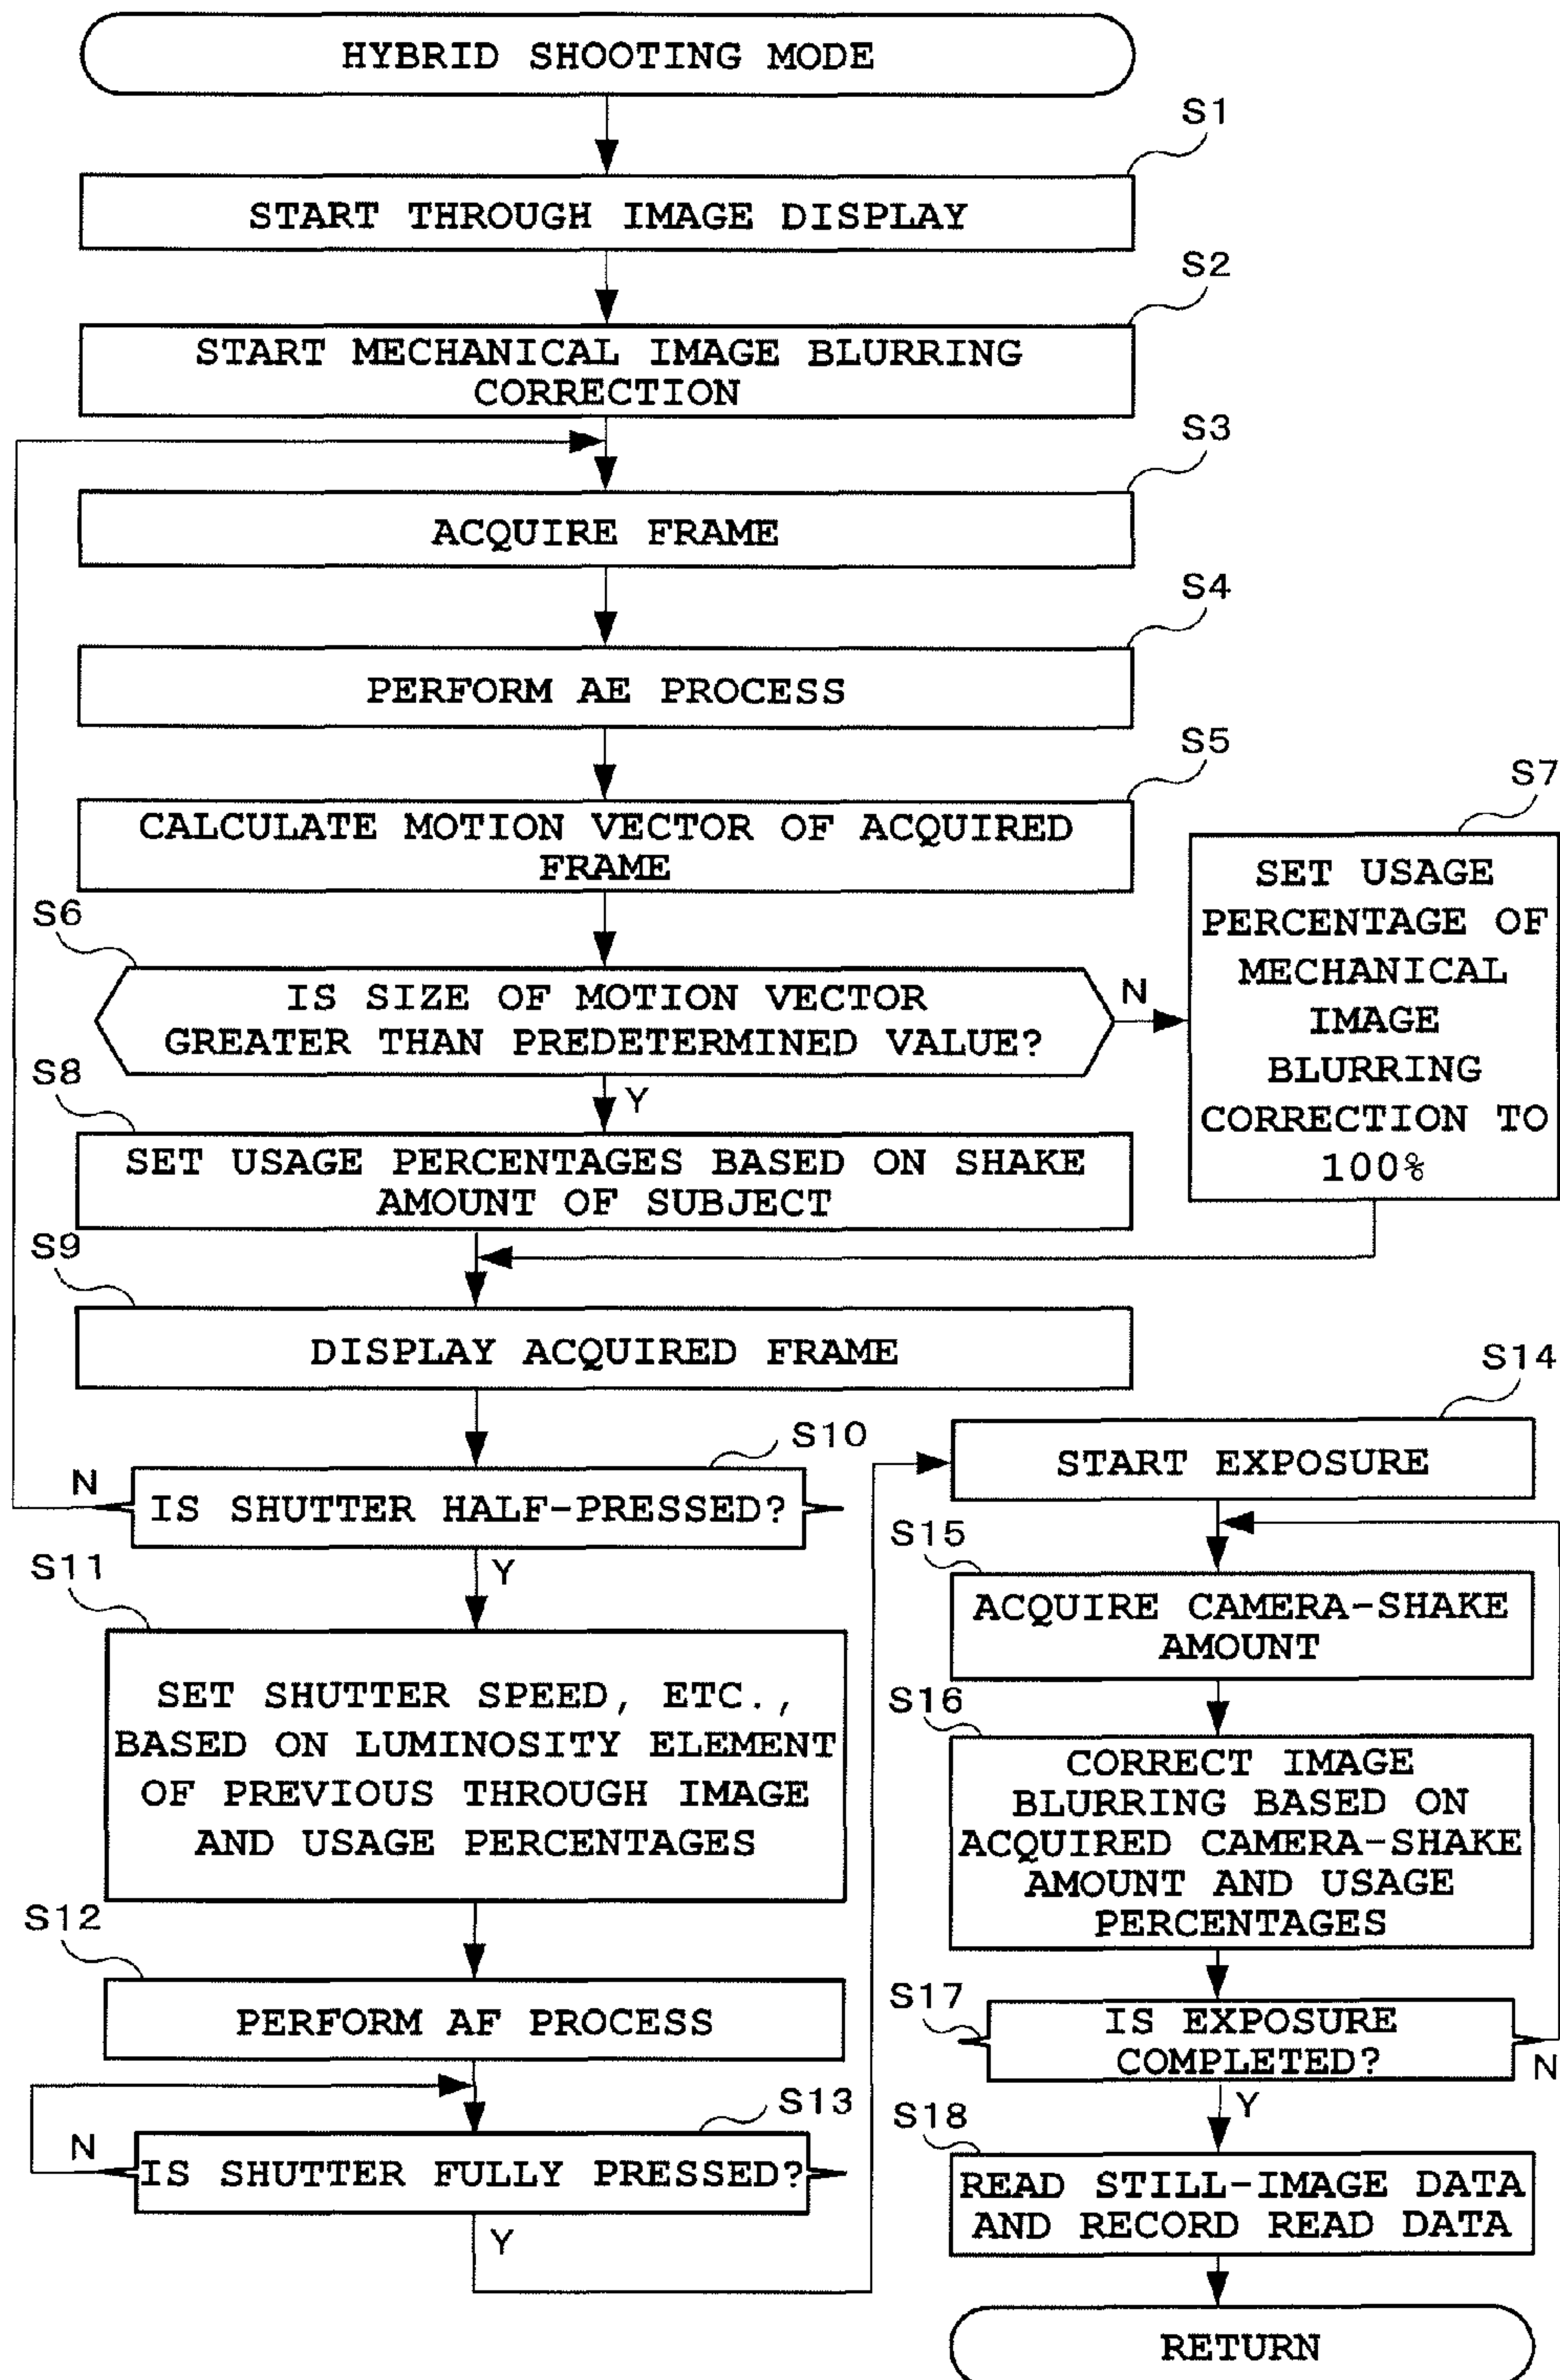 HYBRID SHOOTING MODE
S1
START THROUGH IMAGE DISPLAY
S2
START MECHANICAL IMAGE BLURRING
CORRECTION
S3
ACQUIRE FRAME
S4
PERFORM AE PROCESS
S5
CALCULATE MOTION VECTOR OF ACQUIRED
FRAME
S6
IS SIZE OF MOTION VECTOR
GREATER THAN PREDETERMINED VALUE?
N
Y
S7
SET USAGE
PERCENTAGE OF
MECHANICAL
IMAGE
BLURRING
CORRECTION TO
100%
S8
SET USAGE PERCENTAGES BASED ON SHAKE
AMOUNT OF SUBJECT
S9
DISPLAY ACQUIRED FRAME
S10
N
IS SHUTTER HALF-PRESSED?
Y
S11
SET SHUTTER SPEED, ETC.,
BASED ON LUMINOSITY ELEMENT
OF PREVIOUS THROUGH IMAGE
AND USAGE PERCENTAGES
S12
PERFORM AF PROCESS
S13
N
IS SHUTTER FULLY PRESSED?
Y
S14
START EXPOSURE
S15
ACQUIRE CAMERA-SHAKE
AMOUNT
S16
CORRECT IMAGE
BLURRING BASED ON
ACQUIRED CAMERA-SHAKE
AMOUNT AND USAGE
PERCENTAGES
S17
IS EXPOSURE
COMPLETED?
N
Y
S18
READ STILL-IMAGE DATA
AND RECORD READ DATA
RETURN